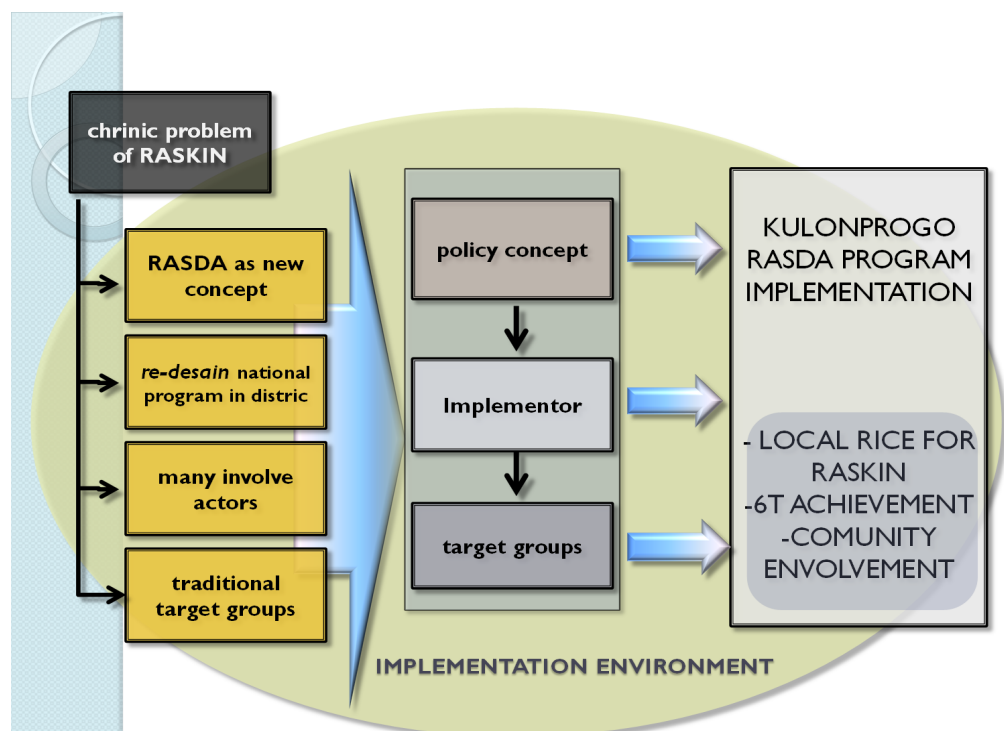 chrinic problem
of RASKIN
RASDA as new
concept
re-desain national
program in distric
many involve
actors
traditional
target groups
policy concept
Implementor
target groups
KULONPROGO
RASDA PROGRAM
IMPLEMENTATION
- LOCAL RICE FOR
RASKIN
-6T ACHIEVEMENT
-COMUNITY
ENVOLVEMENT
IMPLEMENTATION ENVIRONMENT